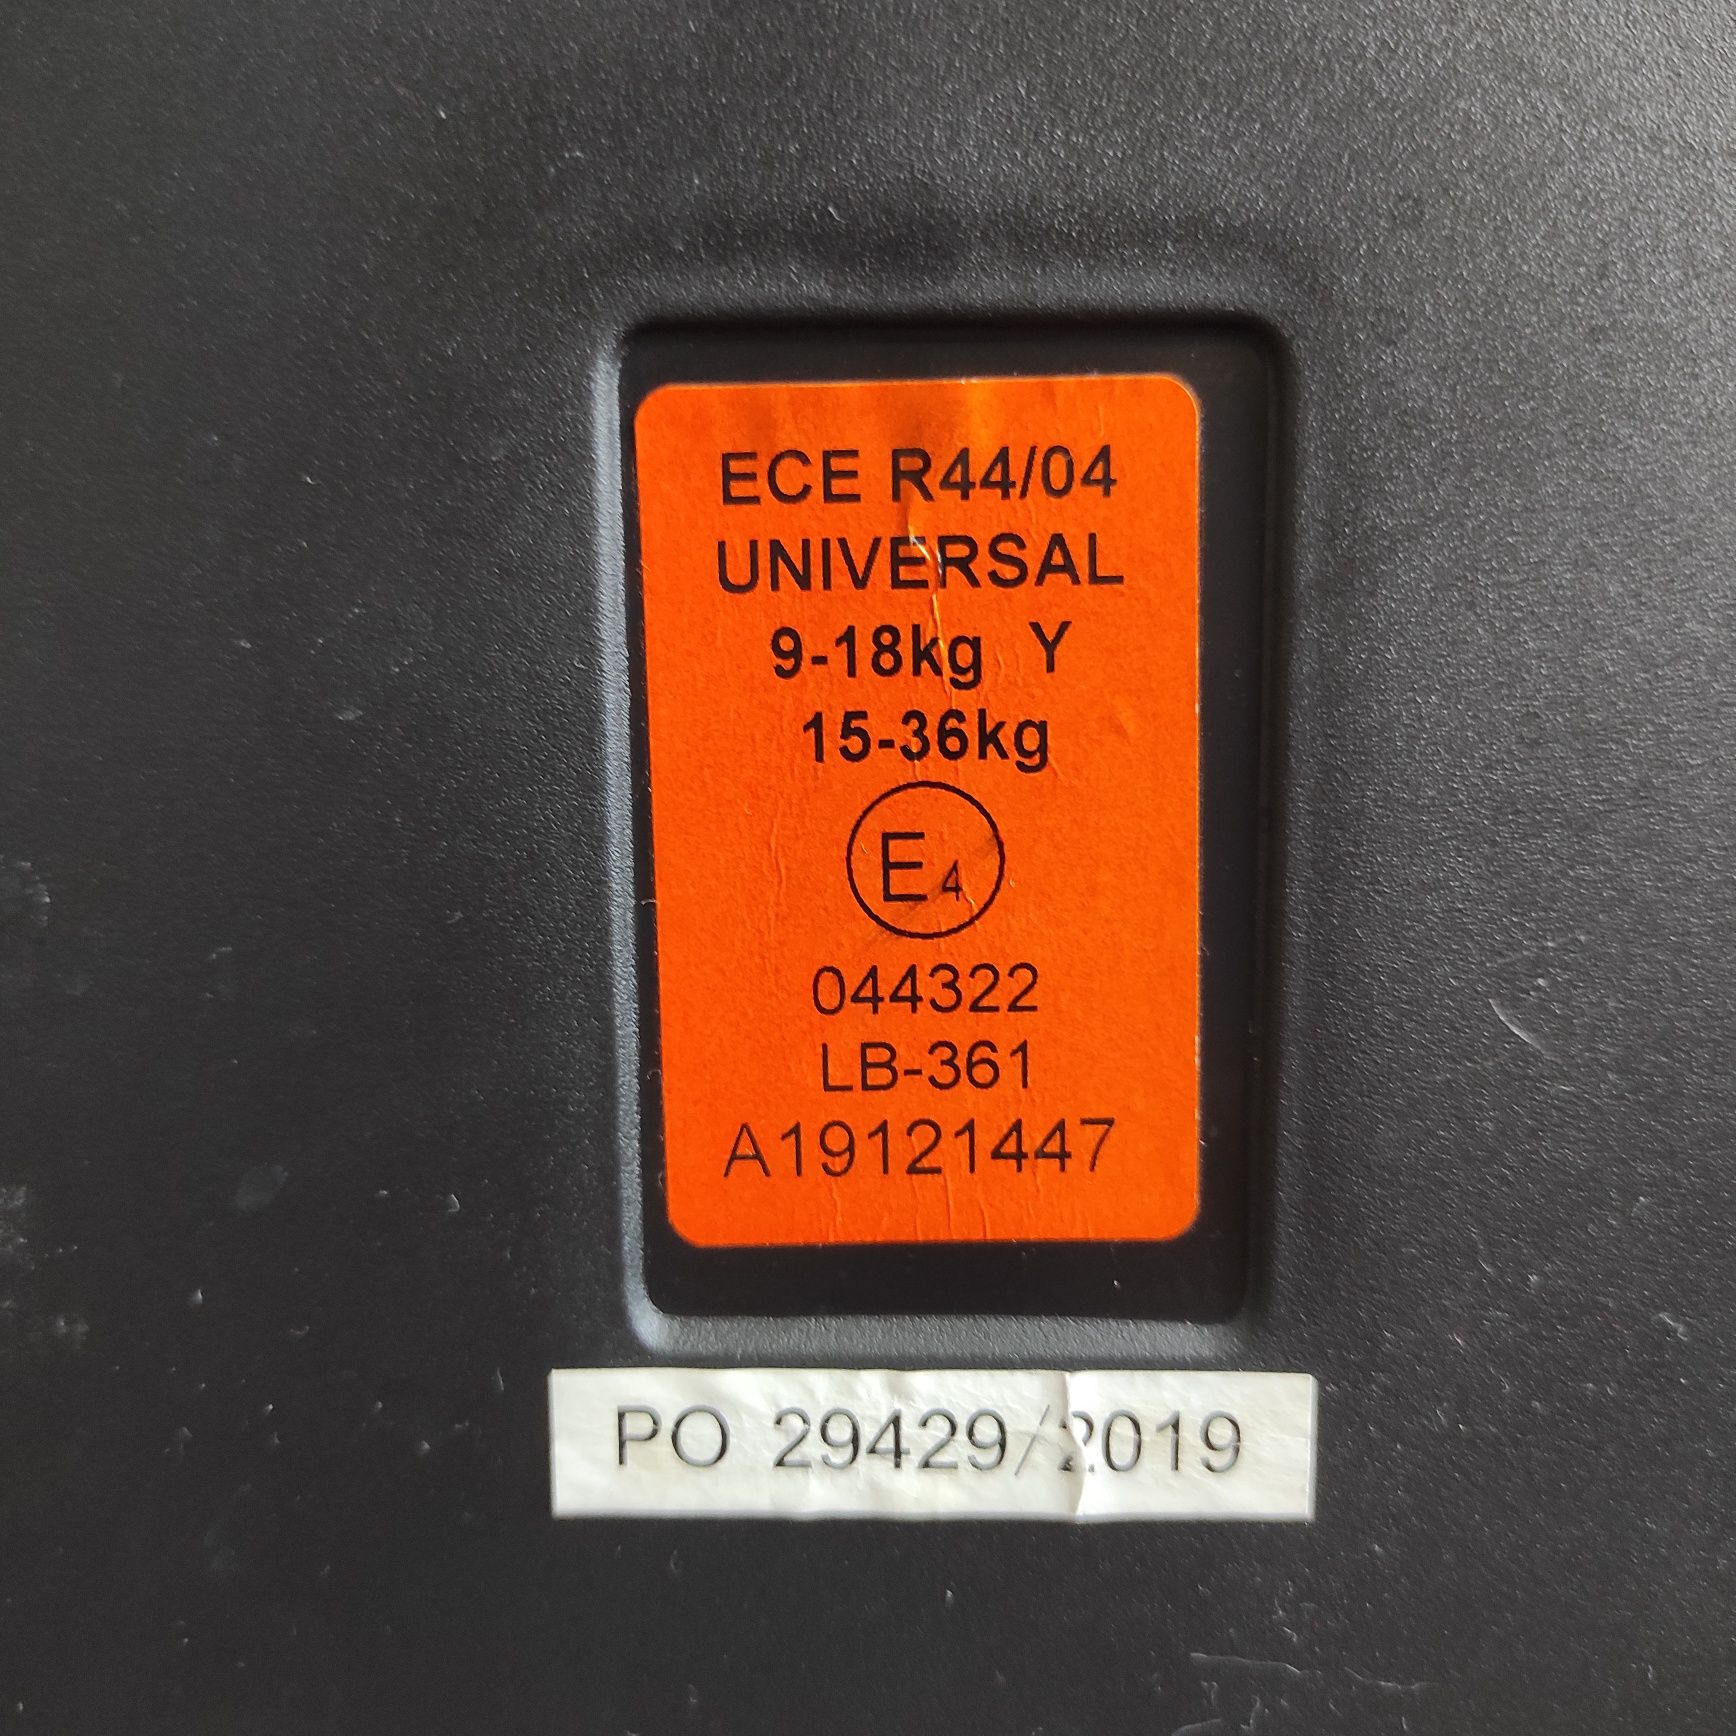 ECE R44/04
UNIVERSAL
9-18kg Y
15-36kg
E4
044322
LB-361
A19121447
PO 29429/2019